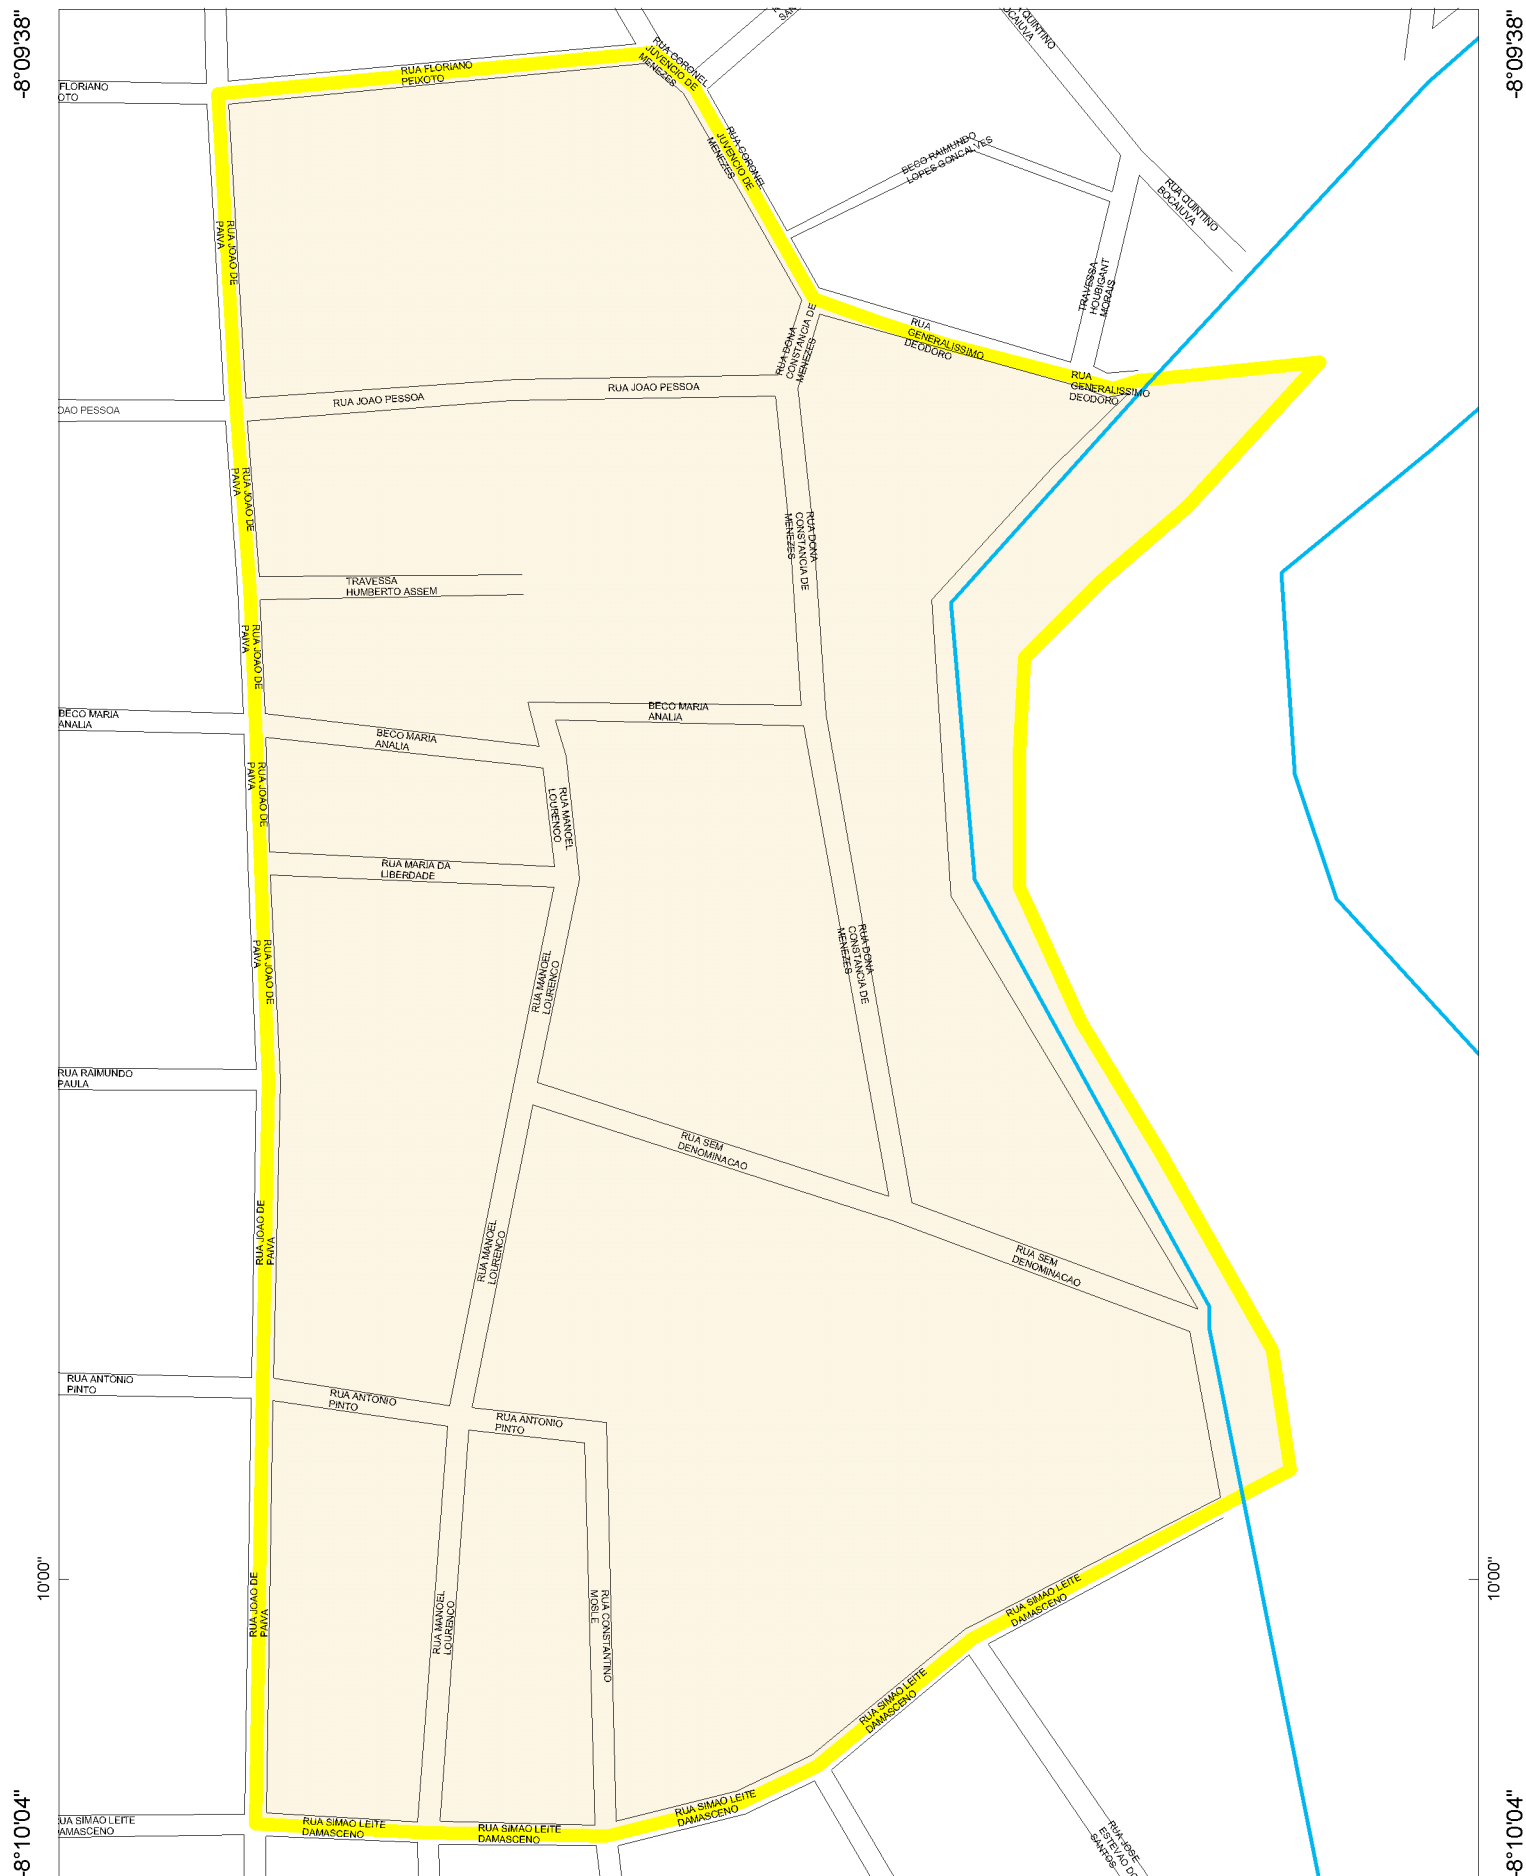 -8°09'38"
-8°09'38"
QUINTINO
BOCAIUVA
RUA CORONEL
JUVENCIO DE
MENEZES
RUA FLORIANO
PEIXOTO
FLORIANO
OTO
RUA CORONEL
JUVENCIO DE
MENEZES
BECO RAIMUNDO
LOPES GONCALVES
RUA QUINTINO
BOCAIUVA
RUA JOAO DE
PAIVA
TRAVESSA
HOUBIGANT
MORAIS
RUA DONA
CONSTANCIA DE
MENEZES
RUA
GENERALISSIMO
DEODORO
RUA
GENERALISSIMO
DEODORO
RUA JOAO PESSOA
RUA JOAO PESSOA
OAO PESSOA
RUA JOAO DE
PAIVA
RUA DONA
CONSTANCIA DE
MENEZES
TRAVESSA
HUMBERTO ASSEM
RUA JOAO DE
PAIVA
BECO MARIA
ANALIA
BECO MARIA
ANALIA
BECO MARIA
ANALIA
RUA JOAO DE
PAIVA
RUA MANOEL
LOURENCO
RUA MARIA DA
LIBERDADE
RUA JOAO DE
PAIVA
RUA MANOEL
LOURENCO
RUA DONA
CONSTANCIA DE
MENEZES
RUA RAIMUNDO
PAULA
RUA SEM
DENOMINACAO
RUA JOAO DE
PAIVA
RUA MANOEL
LOURENCO
RUA SEM
DENOMINACAO
RUA ANTONIO
PINTO
RUA ANTONIO
PINTO
RUA ANTONIO
PINTO
10'00"
10'00"
RUA JOAO DE
PAIVA
RUA MANOEL
LOURENCO
RUA CONSTANTINO
MOSLE
RUA SIMAO LEITE
DAMASCENO
RUA SIMAO LEITE
DAMASCENO
RUA SIMAO LEITE
DAMASCENO
UA SIMAO LEITE
AMASCENO
RUA SIMAO LEITE
DAMASCENO
RUA SIMAO LEITE
DAMASCENO
RUA JOSE
ESTEVAO DO
SANTOS
-8°10'04"
-8°10'04"